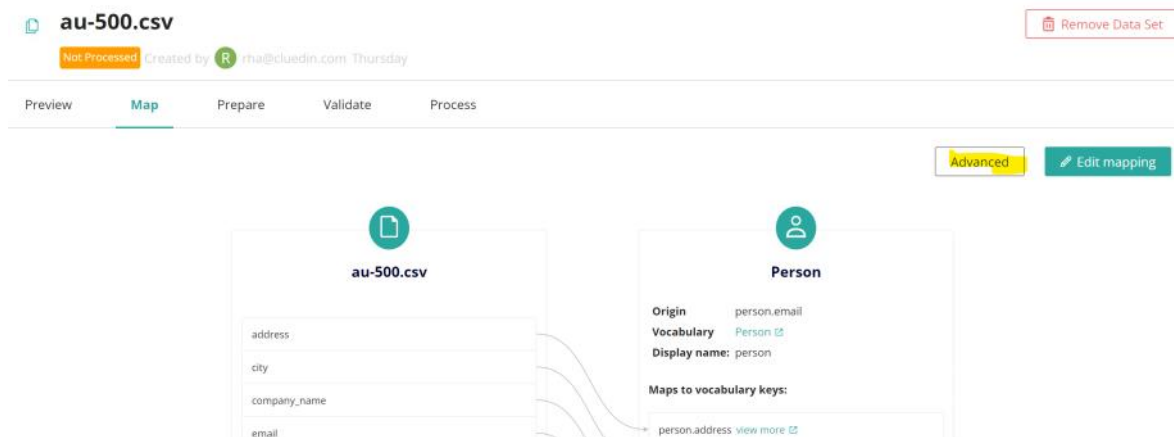 au-500.csv
Remove Data Set
Not Processed Created by R rha@cluedin.com Thursday
Preview Map Prepare Validate Process
Advanced Edit mapping
au-500.csv
address
city
company_name
email
Person
Origin person.email
Vocabulary Person
Display name: person
Maps to vocabulary keys:
person.address view more